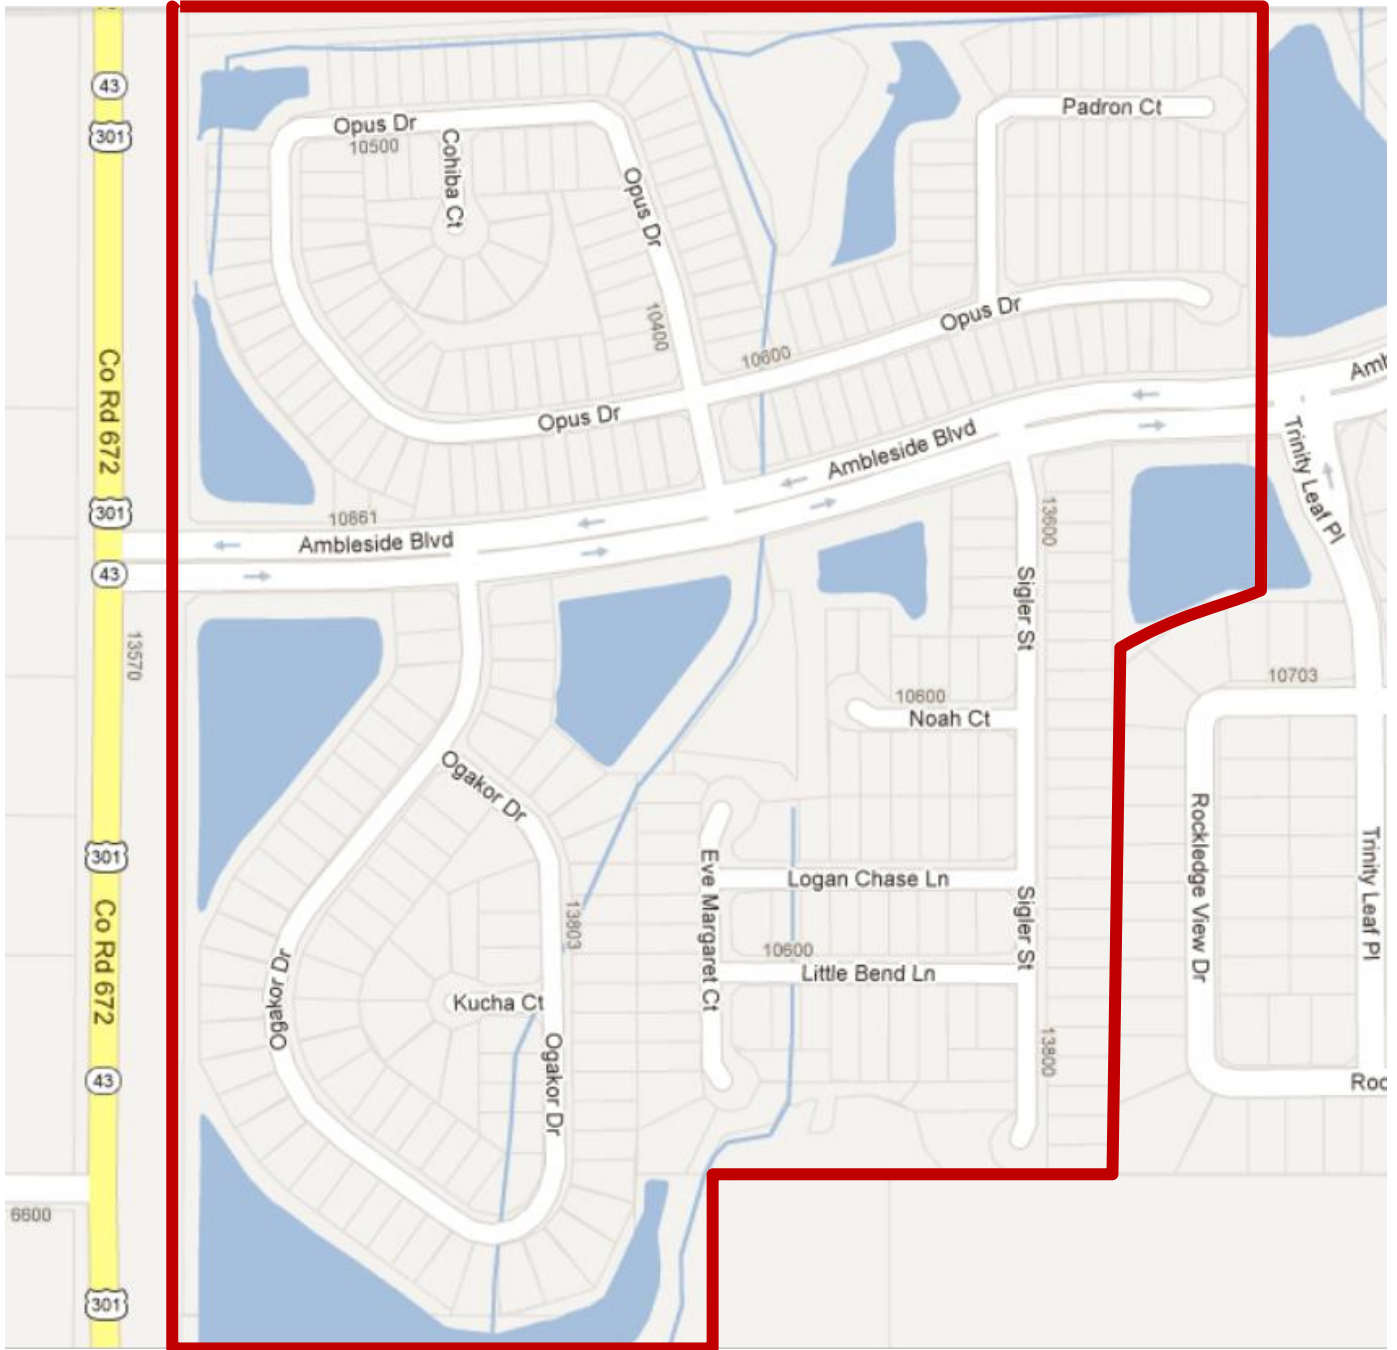 43
301
Opus Dr
10500
Cohiba Ct
Opus Dr
Padron Ct
10400
Opus Dr
10600
Opus Dr
Co Rd 672
Amb
Ambleside Blvd
Trinity Leaf Pl
301
10861
Ambleside Blvd
13600
43
Sigler St
13570
10703
10600
Noah Ct
Ogakor Dr
Rockledge View Dr
Trinity Leaf Pl
301
Eve Margaret Ct
Logan Chase Ln
Co Rd 672
13803
Sigler St
Ogakor Dr
10600
Little Bend Ln
Kucha Ct
13800
Ogakor Dr
43
Roc
6600
301